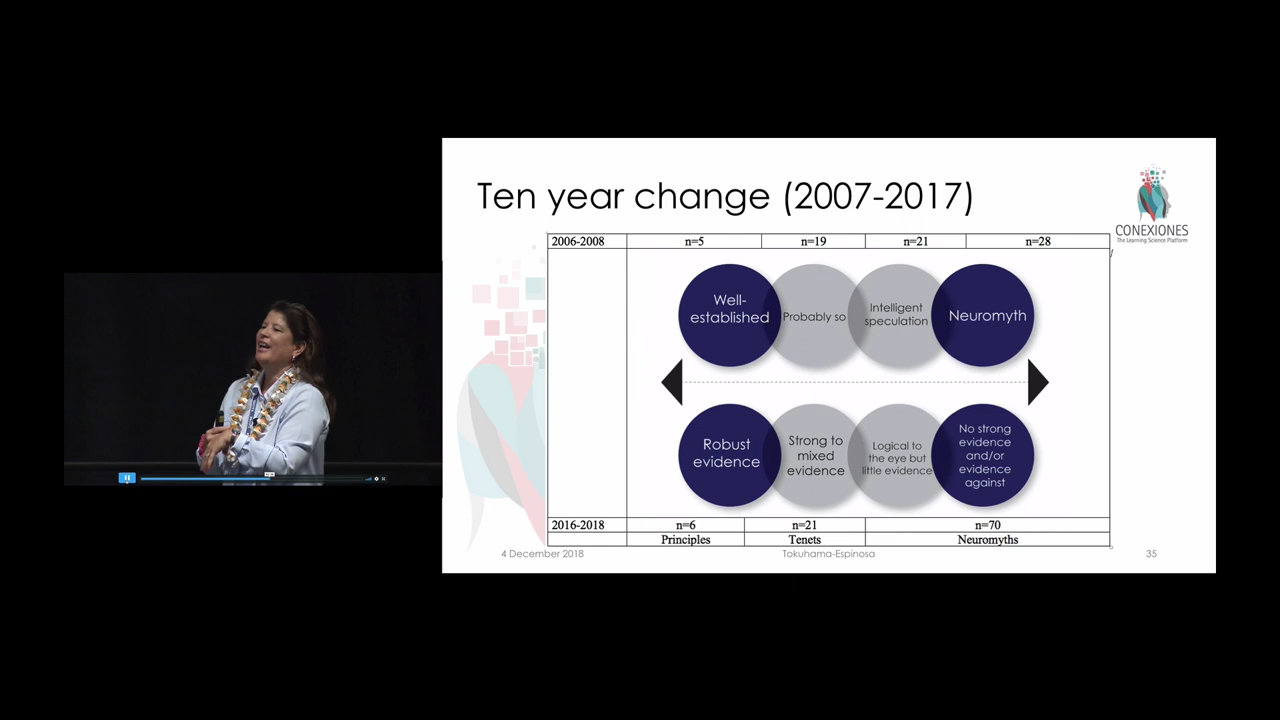 Ten year change (2007-2017)
CONEXIONES
The Learning Science Platform
2006-2008 n=5 n=19 n=21 n=28
Well-
established
Probably so
Intelligent
speculation
Neuromyth
Robust
evidence
Strong to
mixed
evidence
Logical to
the eye but
little evidence
No strong
evidence
and/or
evidence
against
2016-2018 n=6 n=21 n=70
Principles Tenets Neuromyths
4 December 2018 Tokuhama-Espinosa 35